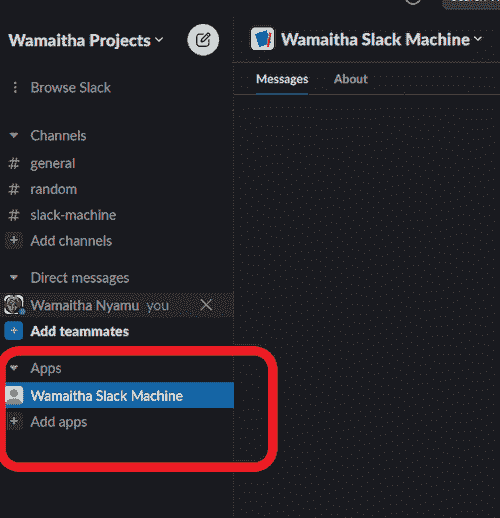 Wamaitha Projects
Browse Slack
Channels
# general
# random
# slack-machine
+ Add channels
Direct messages
Wamaitha Nyamu you
+ Add teammates
Apps
Wamaitha Slack Machine
+ Add apps
Wamaitha Slack Machine
Messages About